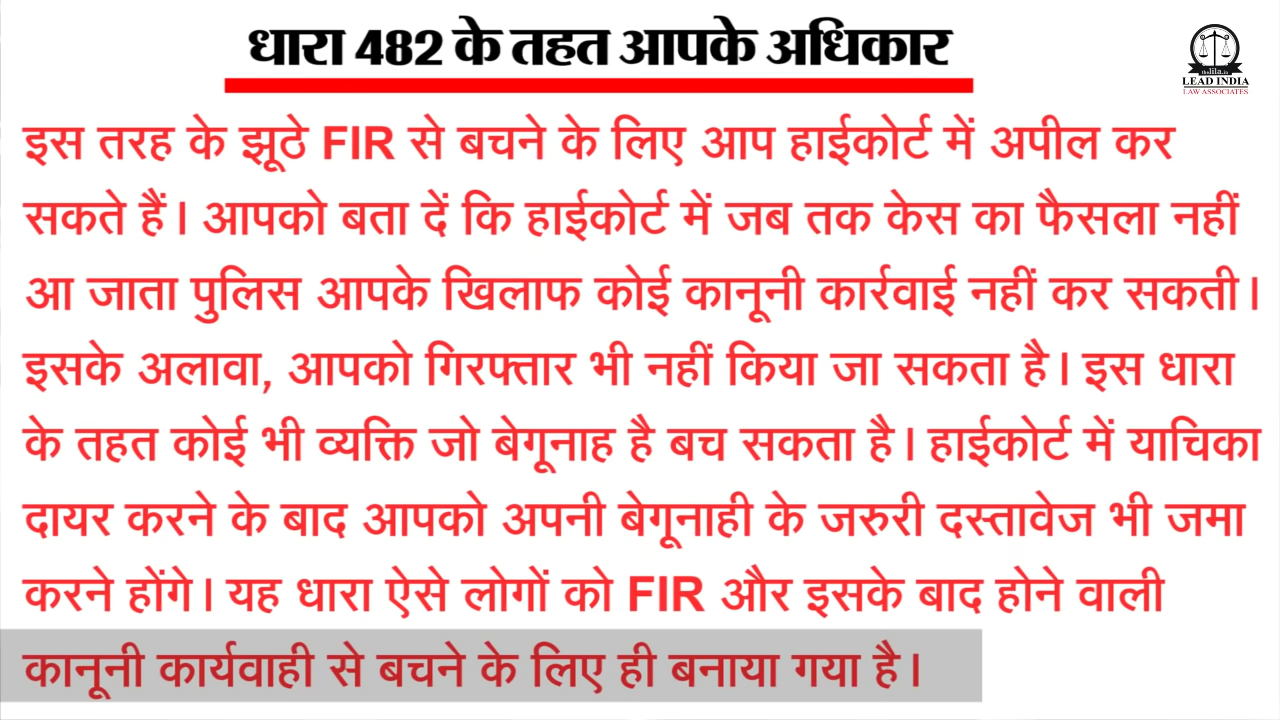 धारा 482 के तहत आपके अधिकार
LEAD INDIA
LAW ASSOCIATES
इस तरह के झूठे FIR से बचने के लिए आप हाईकोर्ट में अपील कर
सकते हैं। आपको बता दें कि हाईकोर्ट में जब तक केस का फैसला नहीं
आ जाता पुलिस आपके खिलाफ कोई कानूनी कार्रवाई नहीं कर सकती।
इसके अलावा, आपको गिरफ्तार भी नहीं किया जा सकता है। इस धारा
के तहत कोई भी व्यक्ति जो बेगूनाह है बच सकता है। हाईकोर्ट में याचिका
दायर करने के बाद आपको अपनी बेगूनाही के जरुरी दस्तावेज भी जमा
करने होंगे। यह धारा ऐसे लोगों को FIR और इसके बाद होने वाली
कानूनी कार्यवाही से बचने के लिए ही बनाया गया है।